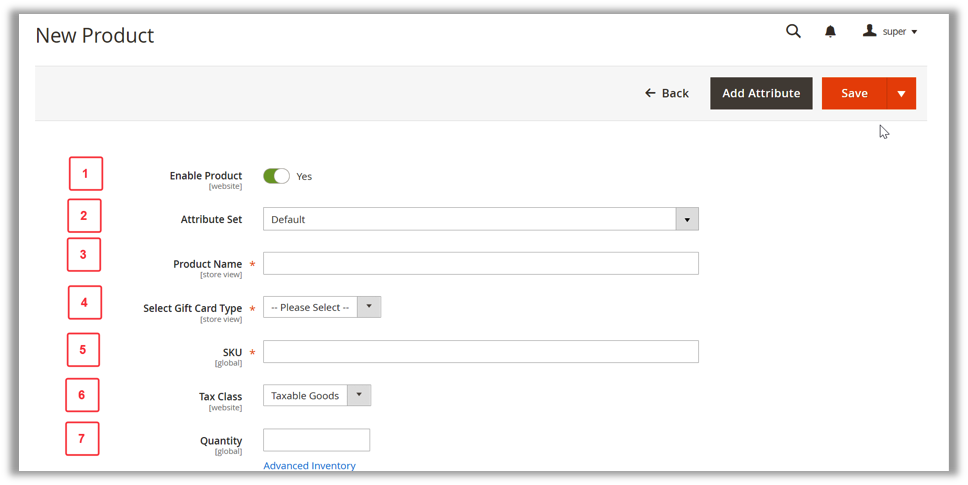 New Product
super
← Back
Add Attribute
Save
1
Enable Product
[website]
Yes
2
Attribute Set
Default
3
Product Name *
[store view]
4
Select Gift Card Type *
[store view]
-- Please Select --
5
SKU *
[global]
6
Tax Class
[website]
Taxable Goods
7
Quantity
[global]
Advanced Inventory